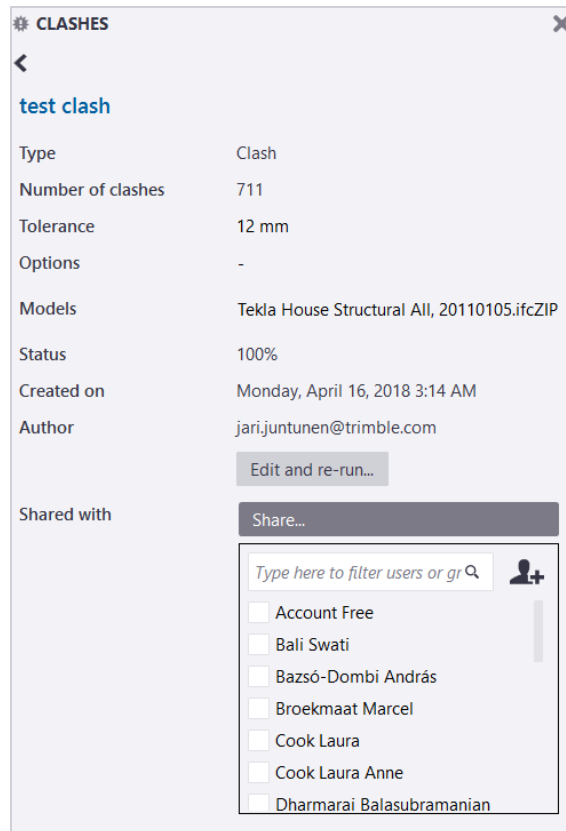 CLASHES
test clash
Type Clash
Number of clashes 711
Tolerance 12 mm
Options -
Models Tekla House Structural All, 20110105.ifcZIP
Status 100%
Created on Monday, April 16, 2018 3:14 AM
Author jari.juntunen@trimble.com
Edit and re-run...
Shared with Share...
Type here to filter users or gr
Account Free
Bali Swati
Bazsó-Dombi András
Broekmaat Marcel
Cook Laura
Cook Laura Anne
Dharmarai Balasubramanian